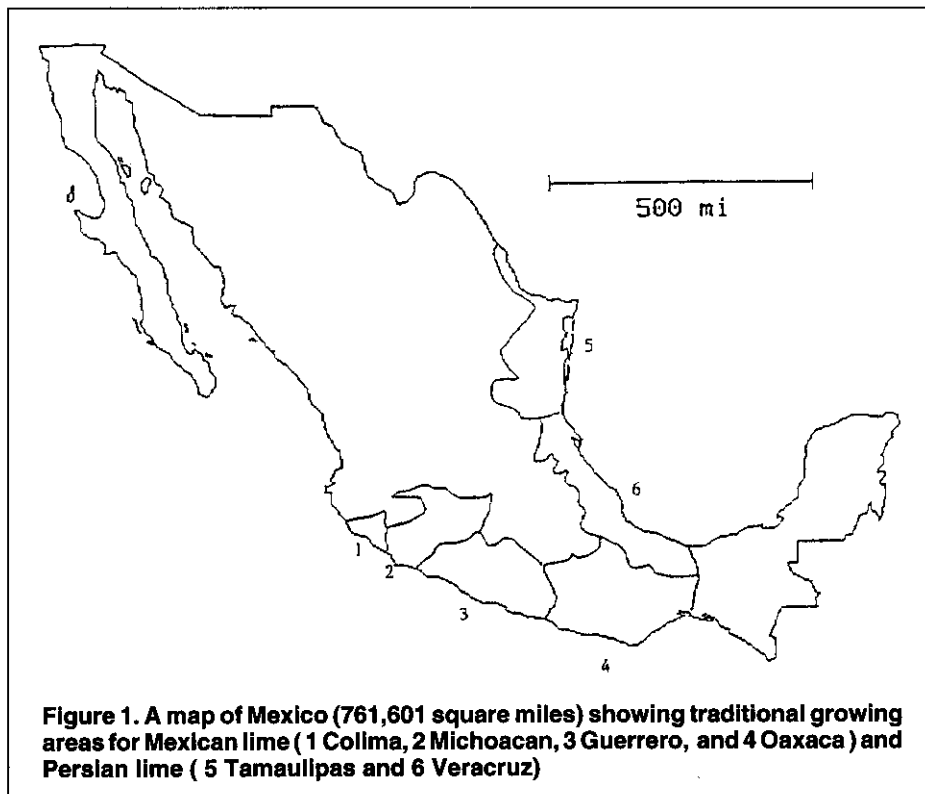 500 mi
5
6
1
2
3
4
Figure 1. A map of Mexico (761,601 square miles) showing traditional growing
areas for Mexican lime ( 1 Colima, 2 Michoacan, 3 Guerrero, and 4 Oaxaca ) and
Persian lime ( 5 Tamaulipas and 6 Veracruz)